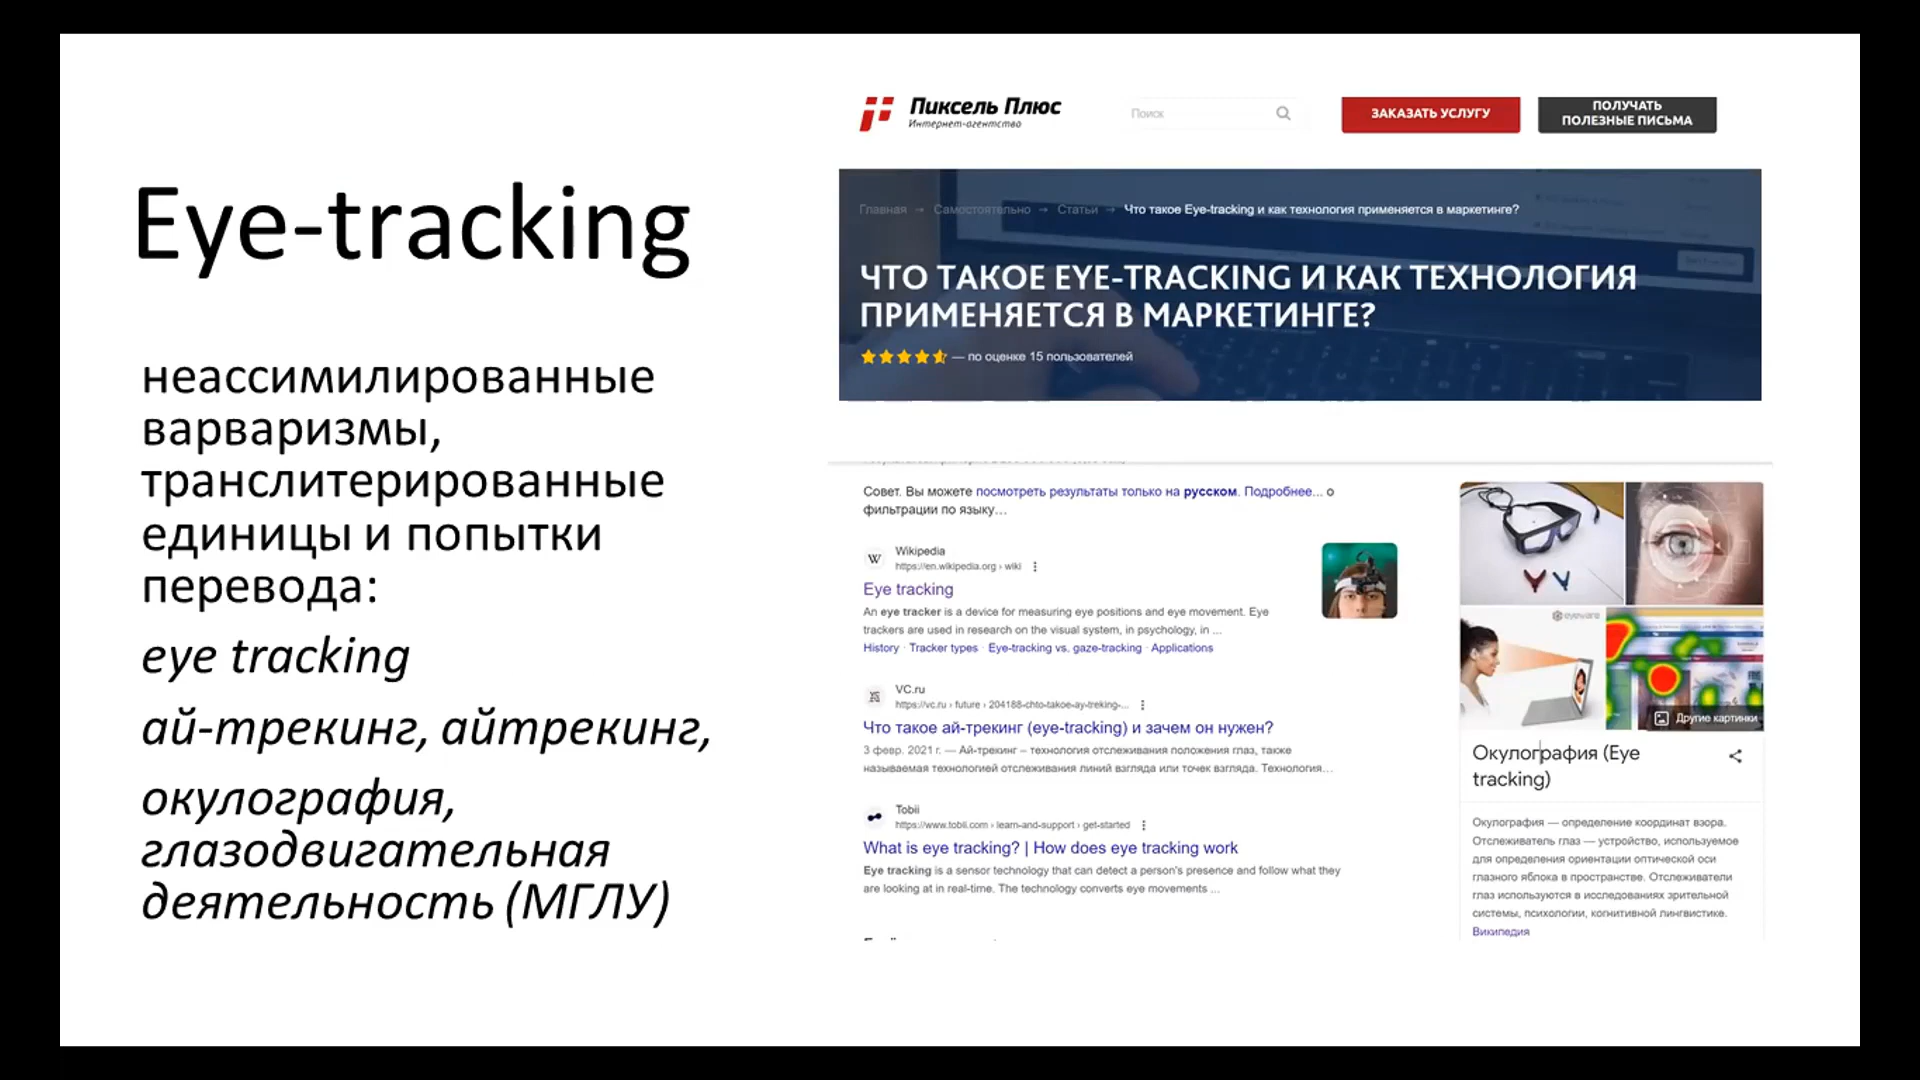 Eye-tracking
неассимилированные
варваризмы,
транслитерированные
единицы и попытки
перевода:
eye tracking
ай-трекинг, айтрекинг,
окулография,
глазодвигательная
деятельность (МГЛУ)
Пиксель Плюс
Интернет-агентство
Поиск
ЗАКАЗАТЬ УСЛУГУ
ПОЛУЧАТЬ
ПОЛЕЗНЫЕ ПИСЬМА
Главная → Самостоятельно → Статьи → Что такое Eye-tracking и как технология применяется в маркетинге?
ЧТО ТАКОЕ EYE-TRACKING И КАК ТЕХНОЛОГИЯ
ПРИМЕНЯЕТСЯ В МАРКЕТИНГЕ?
— по оценке 15 пользователей
Совет. Вы можете посмотреть результаты только на русском. Подробнее... о
фильтрации по языку…
W
Wikipedia
https://en.wikipedia.org › wiki
Eye tracking
An eye tracker is a device for measuring eye positions and eye movement. Eye
trackers are used in research on the visual system, in psychology, in ...
History · Tracker types · Eye-tracking vs. gaze-tracking · Applications
VC.ru
https://vc.ru › future › 204188-chto-takoe-ay-treking-...
Что такое ай-трекинг (eye-tracking) и зачем он нужен?
3 февр. 2021 г. — Ай-трекинг – технология отслеживания положения глаз, также
называемая технологией отслеживания линий взгляда или точек взгляда. Технология…
Tobii
https://www.tobii.com › learn-and-support › get-started
What is eye tracking? | How does eye tracking work
Eye tracking is a sensor technology that can detect a person's presence and follow what they
are looking at in real-time. The technology converts eye movements ...
eyeware
Другие картинки
Окулография (Eye
tracking)
Окулография — определение координат взора.
Отслеживатель глаз — устройство, используемое
для определения ориентации оптической оси
глазного яблока в пространстве. Отслеживатели
глаз используются в исследованиях зрительной
системы, психологии, когнитивной лингвистике.
Википедия